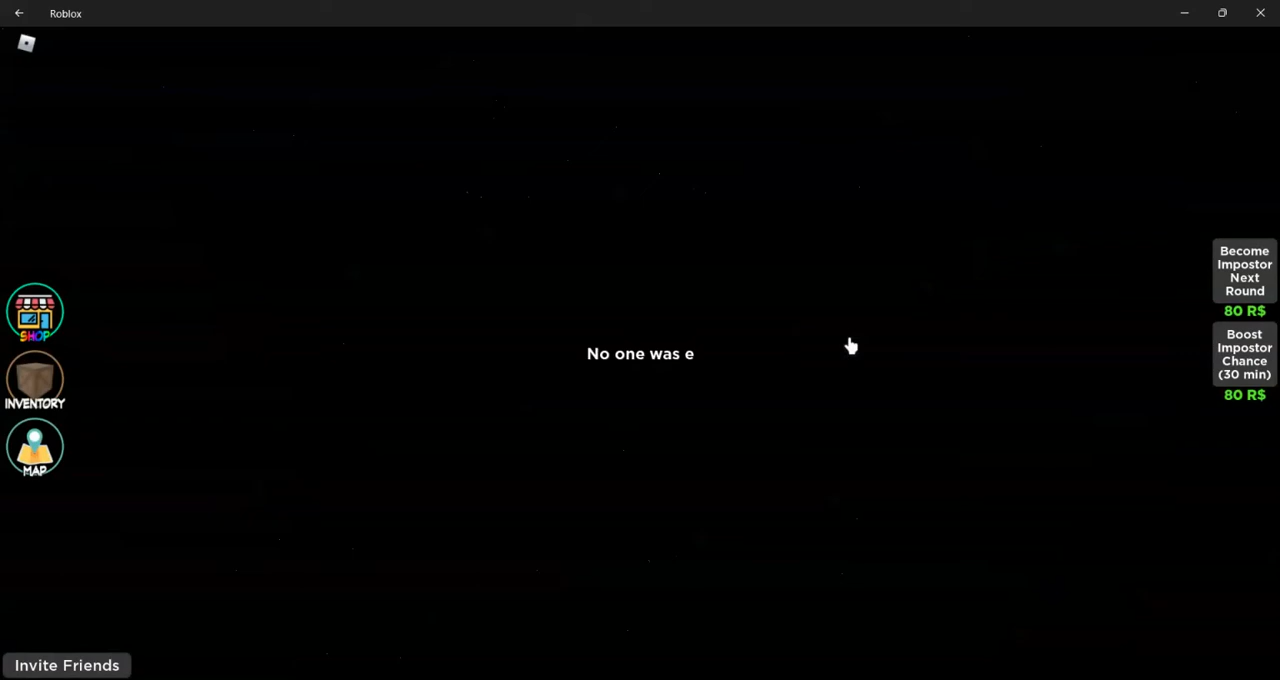 Roblox
SHOP
INVENTORY
MAP
No one was e
Become
Impostor
Next
Round
80 R$
Boost
Impostor
Chance
(30 min)
80 R$
Invite Friends